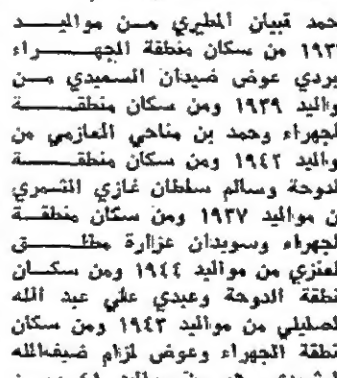 حمد قبيان المطيري من مواليد
من سكان منطقة الجهراء
بردي عوض ضيدان السعيدي من
واليد ١٩٣٩ ومن سكان منطقة
لجهراء وحمد بن مناحي العازمي من
واليد ١٩٤٢ ومن سكان منطقة
لدوحة وسالم سلطان غازي الشمري
ن مواليد ١٩٣٧ ومن سكان منطقة
لجهراء وسويدان عزارة مطلق
لعنزي من مواليد ١٩٤٤ ومن سكان
نطقة الدوحة وعبدي علي عبد الله
لصليلي من مواليد ١٩٤٣ ومن سكان
نطقة الجهراء وعوض لزام ضيفالله